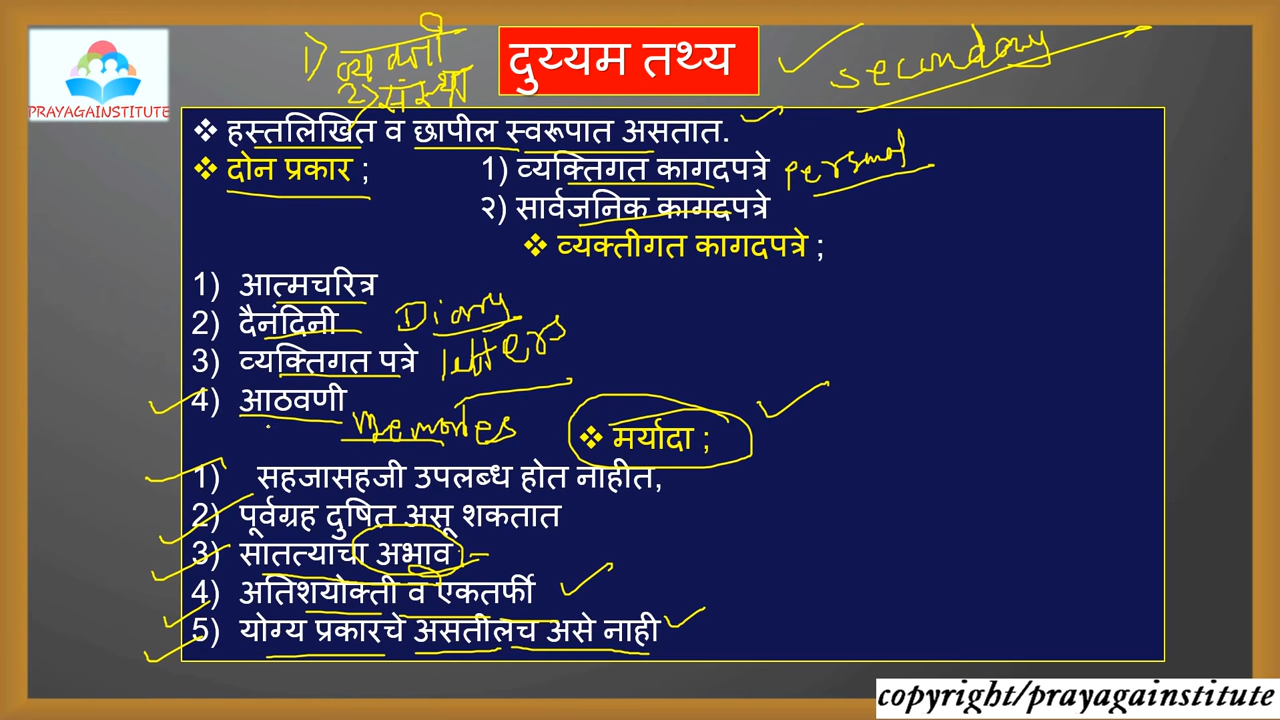 PRAYAGAINSTITUTE
1) व्यक्ती
2) संस्था
दुय्यम तथ्य
secondary
❖ हस्तलिखित व छापील स्वरूपात असतात.
❖ दोन प्रकार ; 1) व्यक्तिगत कागदपत्रे personal
२) सार्वजनिक कागदपत्रे
❖ व्यक्तीगत कागदपत्रे ;
1) आत्मचरित्र
2) दैनंदिनी Diary
3) व्यक्तिगत पत्रे letters
4) आठवणी memories
❖ मर्यादा ;
1) सहजासहजी उपलब्ध होत नाहीत,
2) पूर्वग्रह दुषित असू शकतात
3) सातत्याचा अभाव
4) अतिशयोक्ती व एकतर्फी
5) योग्य प्रकारचे असतीलच असे नाही
copyright/prayagainstitute